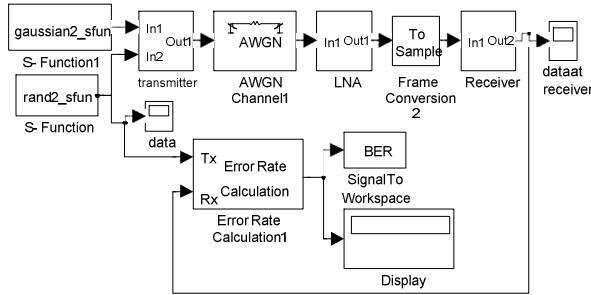 gaussian2_sfun
S- Function1
rand2_sfun
S- Function
In1
In2
Out1
transmitter
AWGN
AWGN
Channel1
In1 Out1
LNA
To
Sample
Frame
Conversion
2
In1 Out2
Receiver
dataat
receiver
data
Tx
Rx
Error Rate
Calculation
Error Rate
Calculation1
BER
SignalTo
Workspace
Display